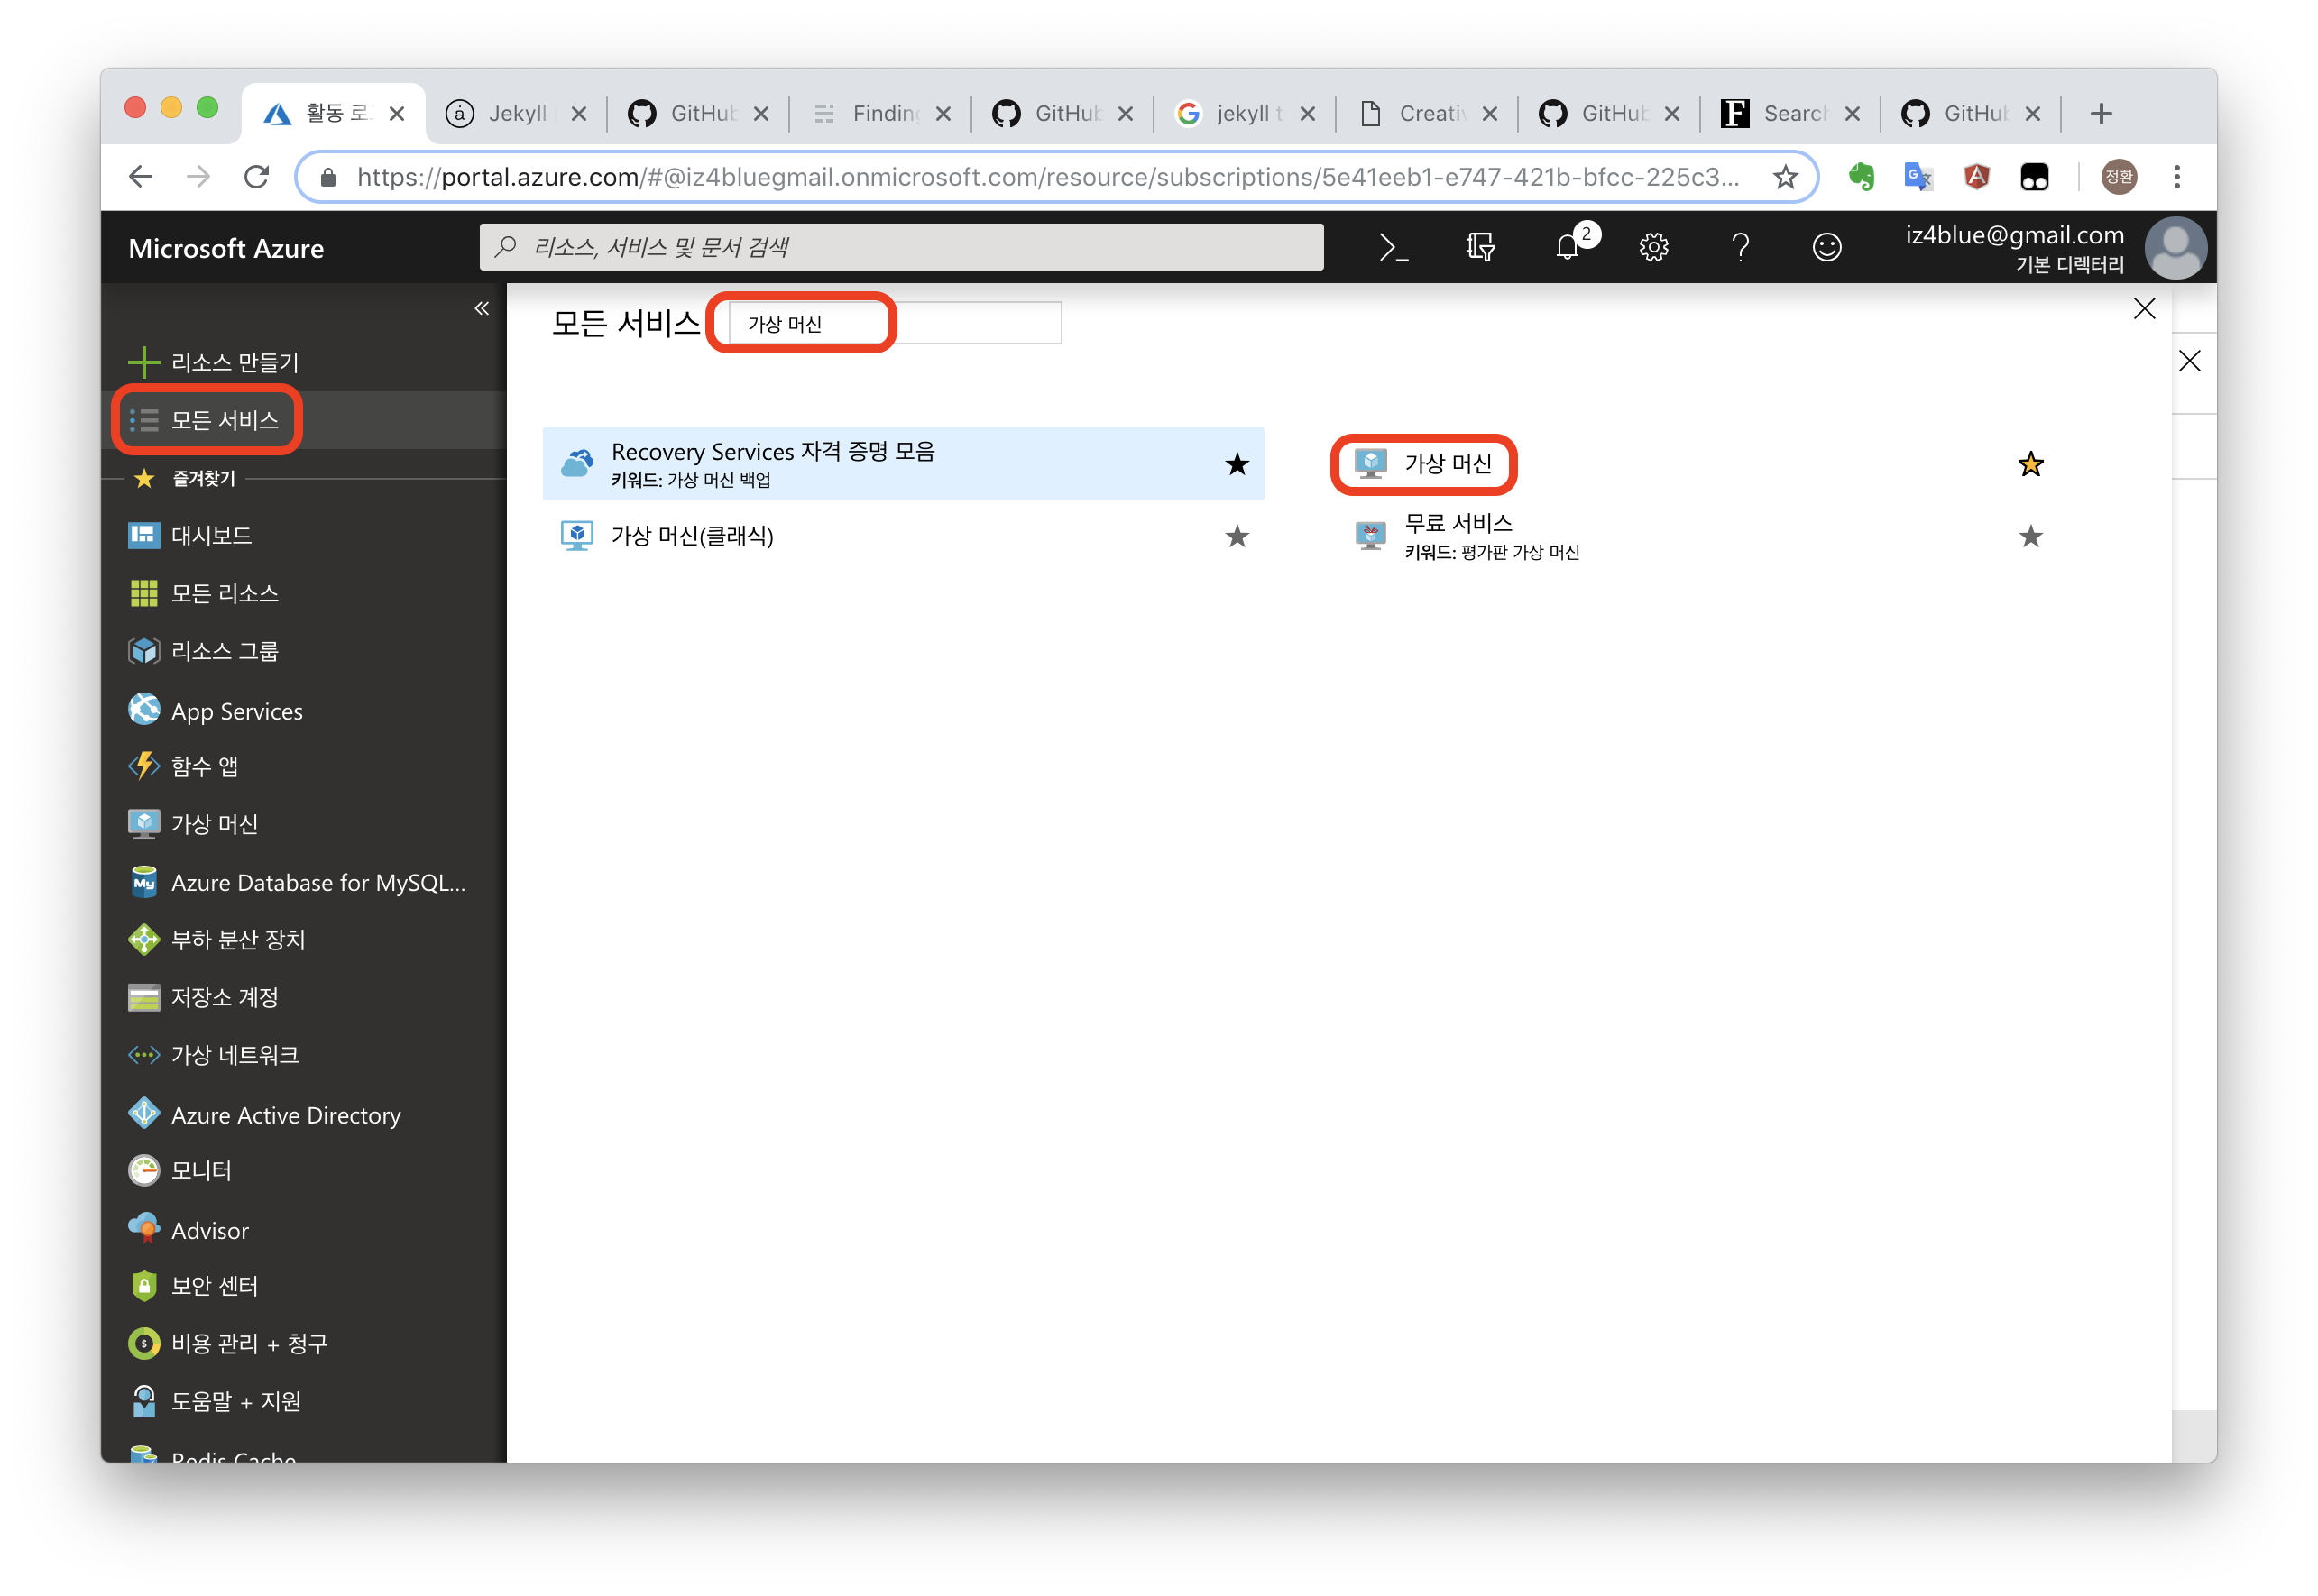 활동 로
Jekyll
GitHub
Finding
GitHub
jekyll t
Creativ
GitHub
Search
GitHub
https://portal.azure.com/#@iz4bluegmail.onmicrosoft.com/resource/subscriptions/5e41eeb1-e747-421b-bfcc-225c3...
정환
Microsoft Azure
리소스, 서비스 및 문서 검색
2
iz4blue@gmail.com
기본 디렉터리
리소스 만들기
모든 서비스
즐겨찾기
대시보드
모든 리소스
리소스 그룹
App Services
함수 앱
가상 머신
Azure Database for MySQL...
부하 분산 장치
저장소 계정
가상 네트워크
Azure Active Directory
모니터
Advisor
보안 센터
비용 관리 + 청구
도움말 + 지원
Redis Cache
모든 서비스
가상 머신
Recovery Services 자격 증명 모음
키워드: 가상 머신 백업
가상 머신
가상 머신(클래식)
무료 서비스
키워드: 평가판 가상 머신